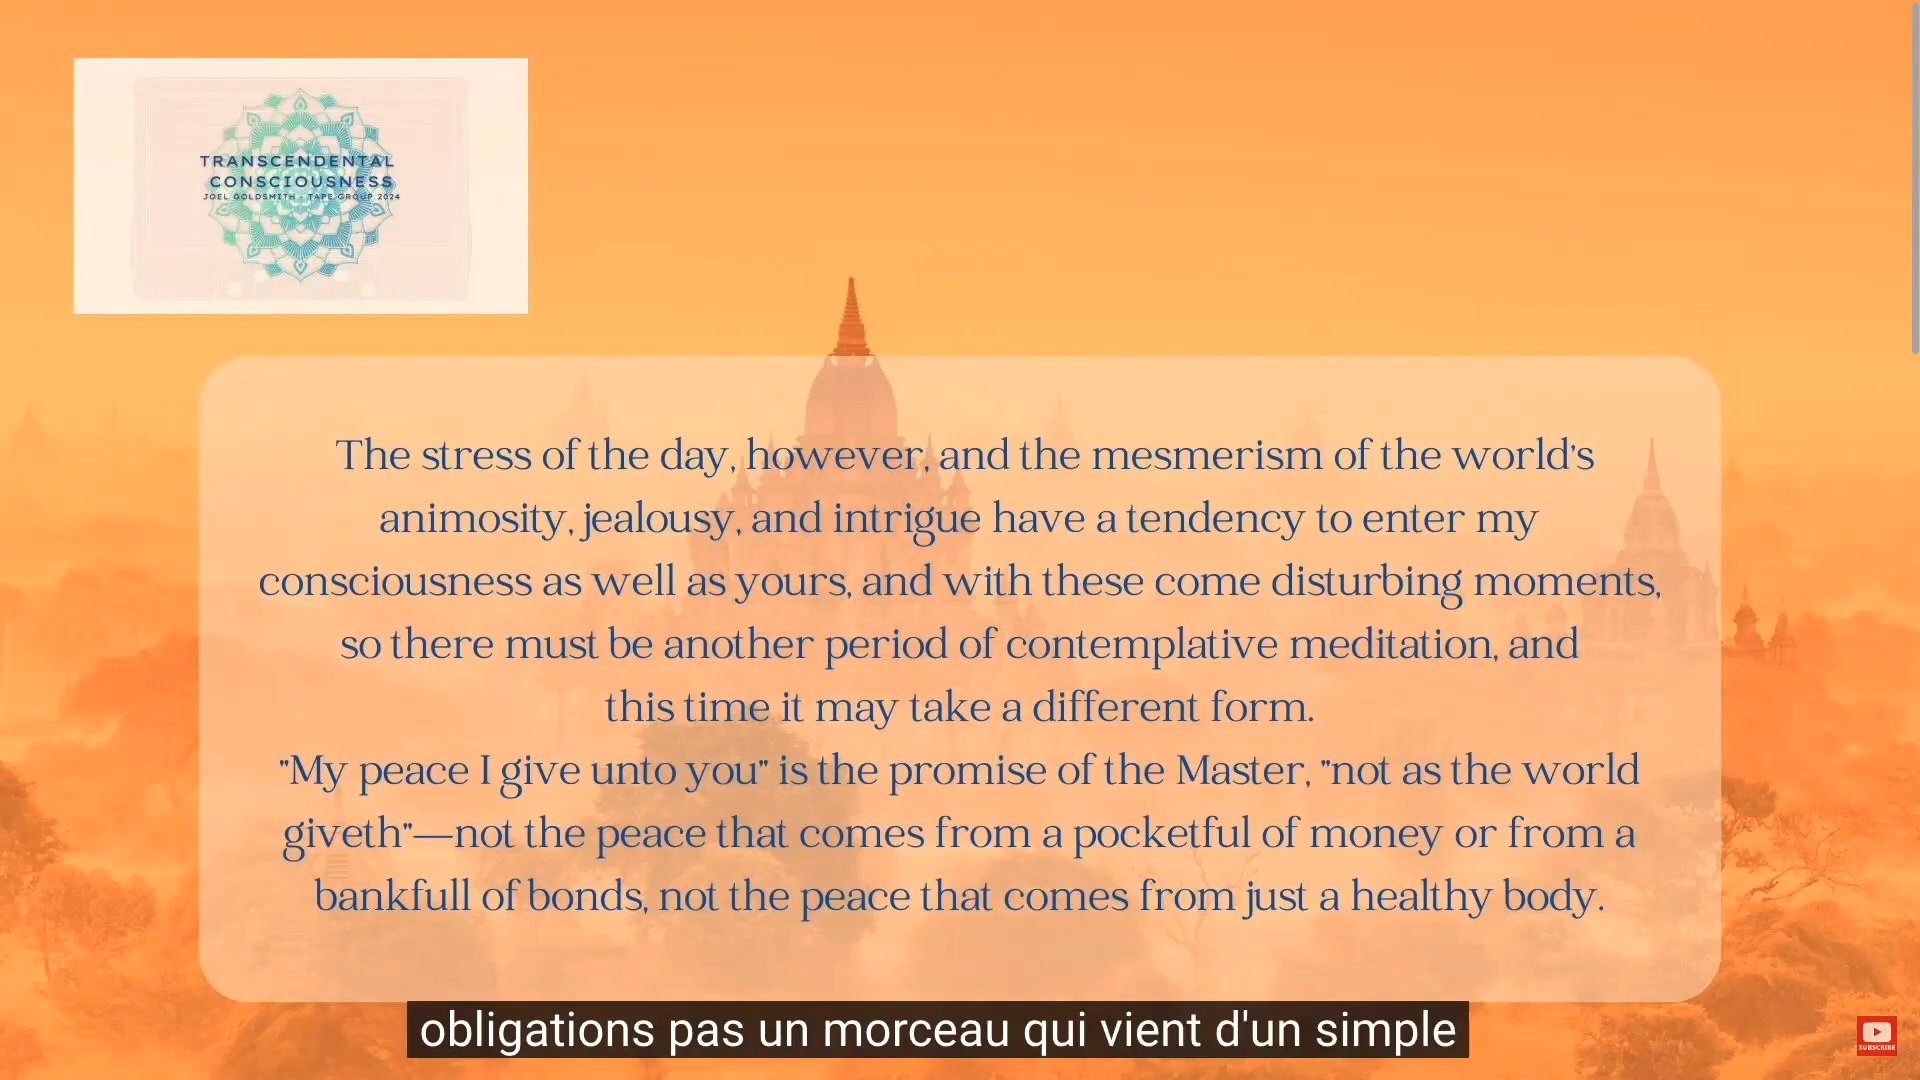 TRANSCENDENTAL
CONSCIOUSNESS
JOEL GOLDSMITH - TAPE GROUP 2024
The stress of the day, however, and the mesmerism of the world's
animosity, jealousy, and intrigue have a tendency to enter my
consciousness as well as yours, and with these come disturbing moments,
so there must be another period of contemplative meditation, and
this time it may take a different form.
"My peace I give unto you" is the promise of the Master, "not as the world
giveth"—not the peace that comes from a pocketful of money or from a
bankfull of bonds, not the peace that comes from just a healthy body.
obligations pas un morceau qui vient d'un simple
SUBSCRIBE